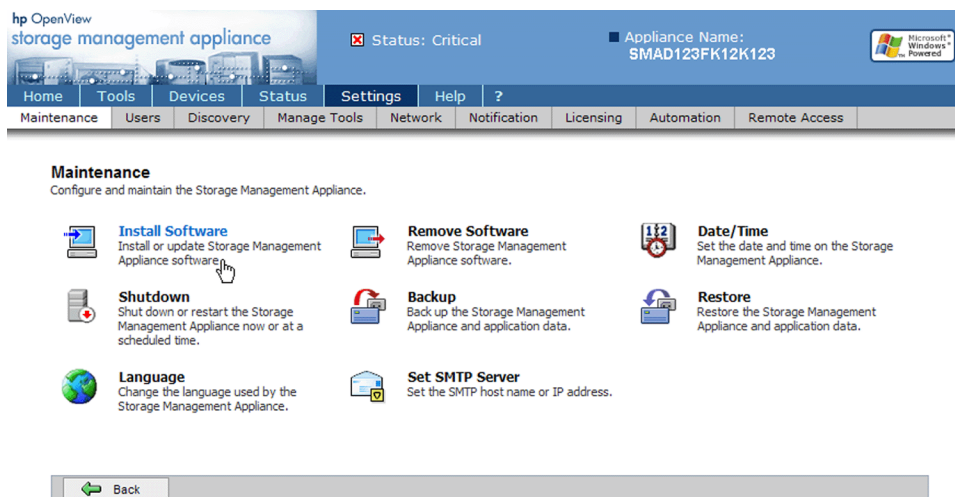 hp OpenView
storage management appliance
Status: Critical
Appliance Name:
SMAD123FK12K123
Microsoft®
Windows®
Powered
TM
Home Tools Devices Status Settings Help ?
Maintenance Users Discovery Manage Tools Network Notification Licensing Automation Remote Access
Maintenance
Configure and maintain the Storage Management Appliance.
Install Software
Install or update Storage Management
Appliance software.
Remove Software
Remove Storage Management
Appliance software.
Date/Time
Set the date and time on the Storage
Management Appliance.
Shutdown
Shut down or restart the Storage
Management Appliance now or at a
scheduled time.
Backup
Back up the Storage Management
Appliance and application data.
Restore
Restore the Storage Management
Appliance and application data.
Language
Change the language used by the
Storage Management Appliance.
Set SMTP Server
Set the SMTP host name or IP address.
Back